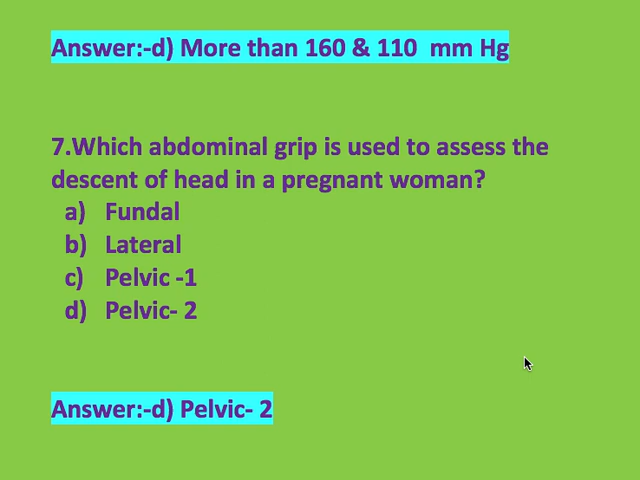 Answer:-d) More than 160 & 110  mm Hg
7.Which abdominal grip is used to assess the
descent of head in a pregnant woman?
a) Fundal
b) Lateral
c) Pelvic -1
d) Pelvic- 2
Answer:-d) Pelvic- 2